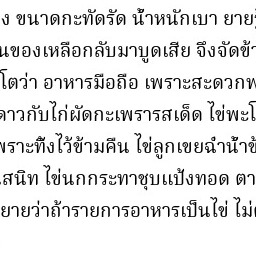 ง ขนาดกะทัดรัด น้ำหนักเบา ยาย
นของเหลือกลับมาบูดเสีย จึงจัดข้า
โตว่า อาหารมือถือ เพราะสะดวกพ
ดาวกับไก่ผัดกะเพรารสเด็ด ไข่พะโ
พราะทิ้งไว้ข้ามคืน ไข่ลูกเขยฉ่ำน้ำซ้
สนิท ไข่นกกระทาชุบแป้งทอด ตา
ยายว่าถ้ารายการอาหารเป็นไข่ ไม่ต